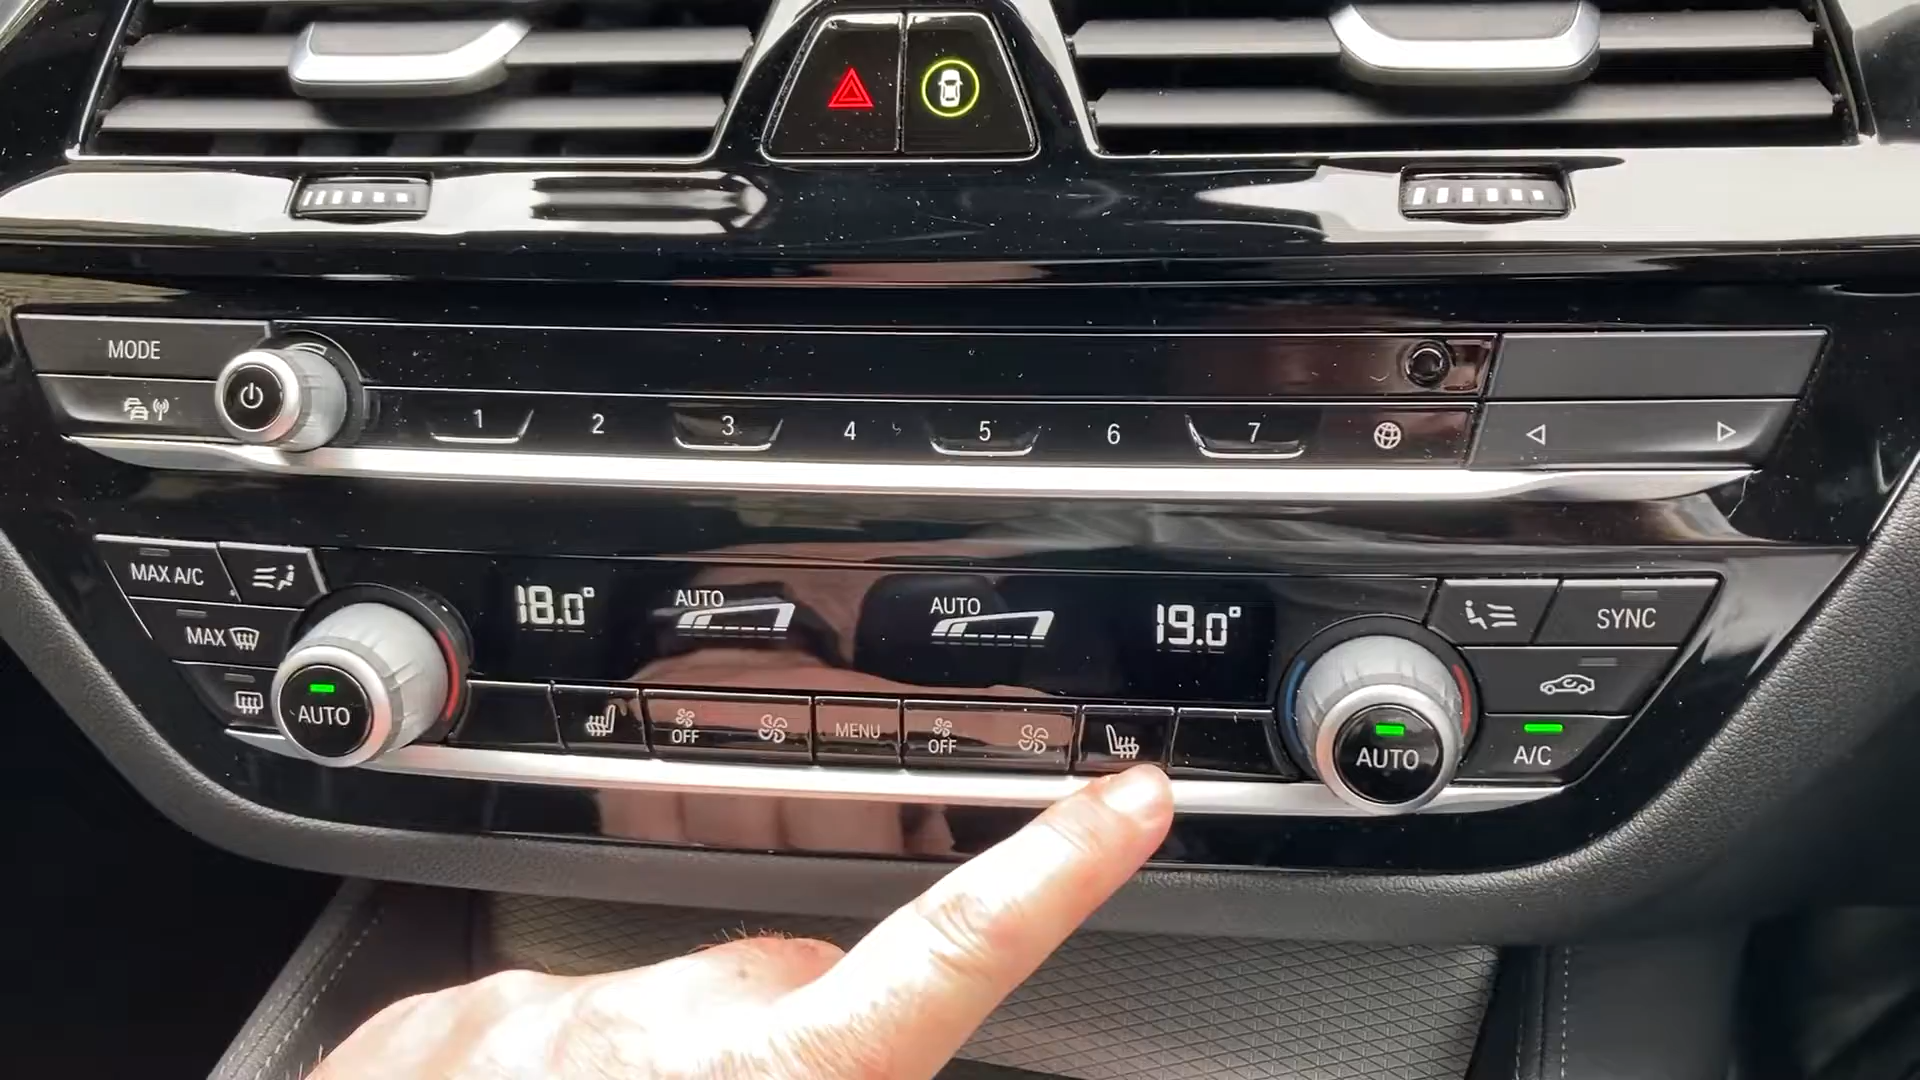 MODE
1 2 3 4 5 6 7
MAX A/C
MAX
AUTO
18.0°
AUTO
AUTO
19.0°
OFF
MENU
OFF
SYNC
AUTO
A/C